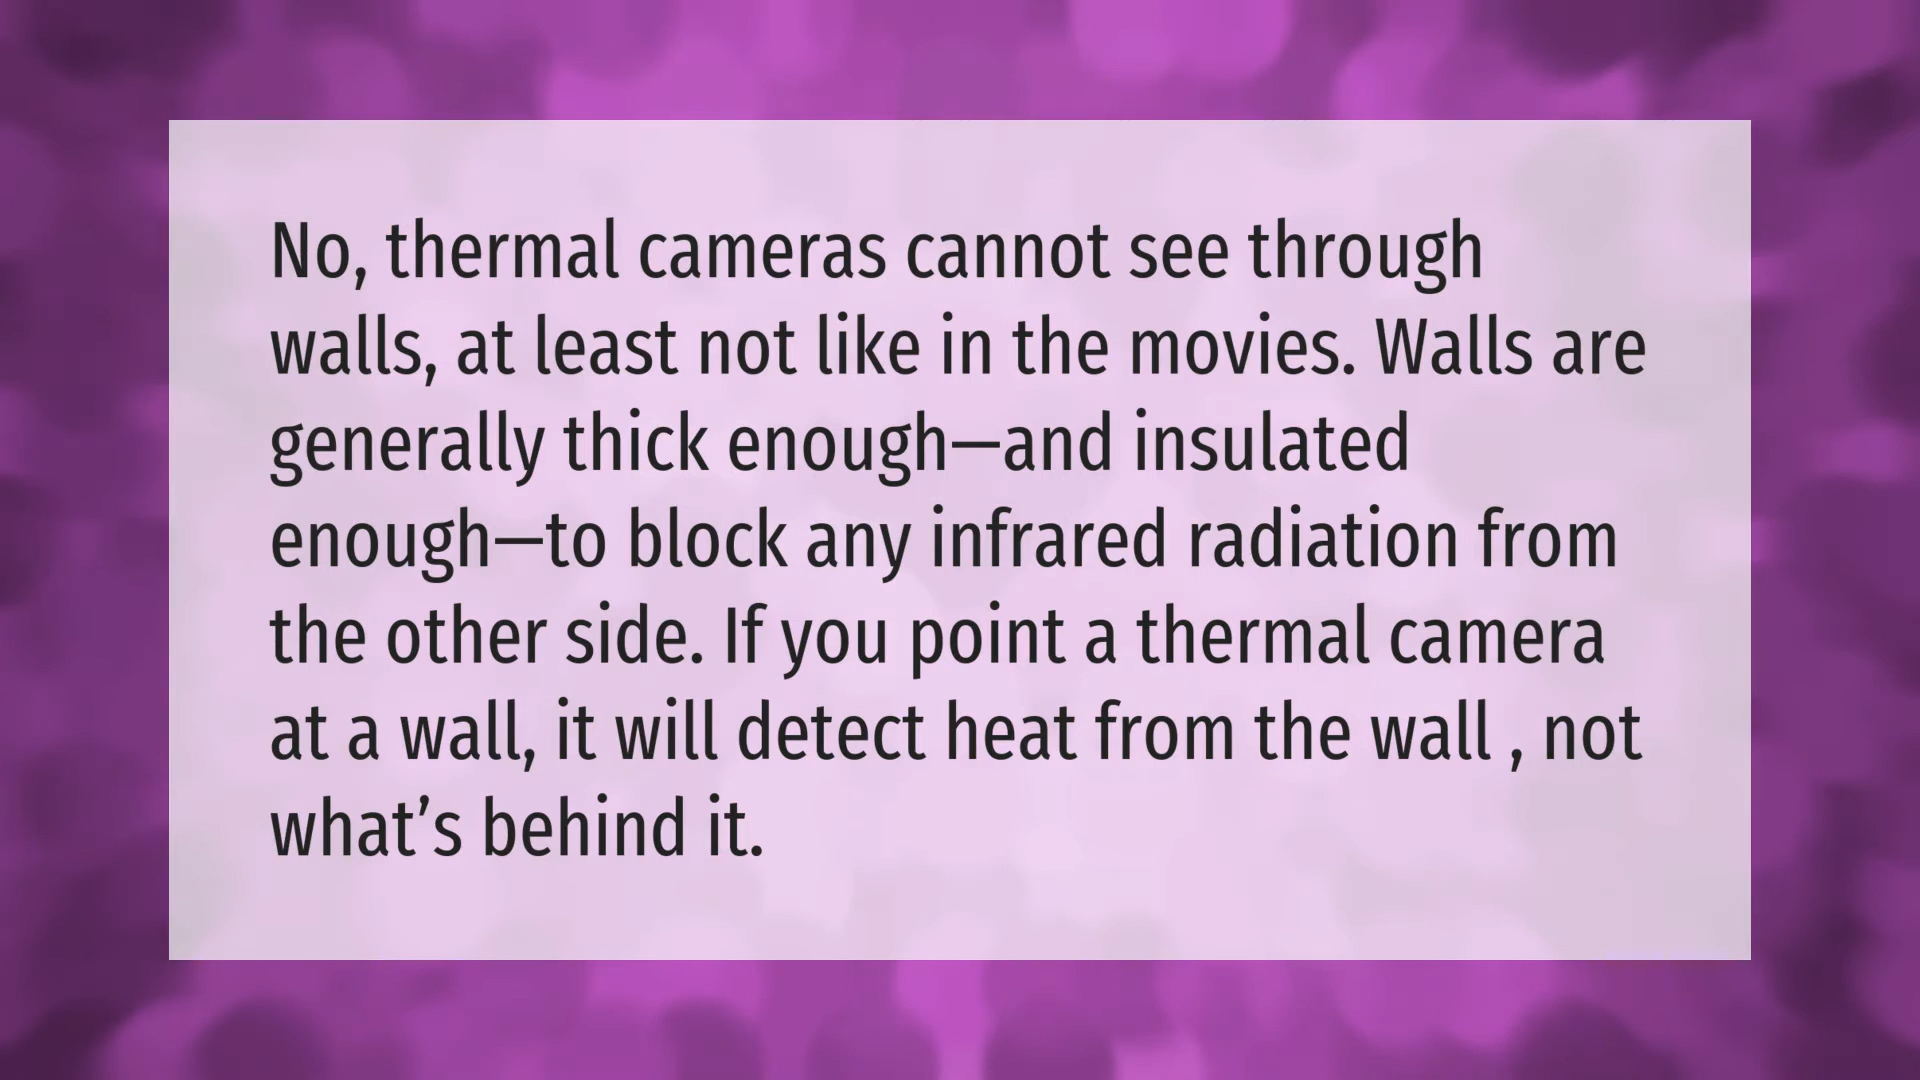 No, thermal cameras cannot see through
walls, at least not like in the movies. Walls are
generally thick enough—and insulated
enough—to block any infrared radiation from
the other side. If you point a thermal camera
at a wall, it will detect heat from the wall , not
what’s behind it.